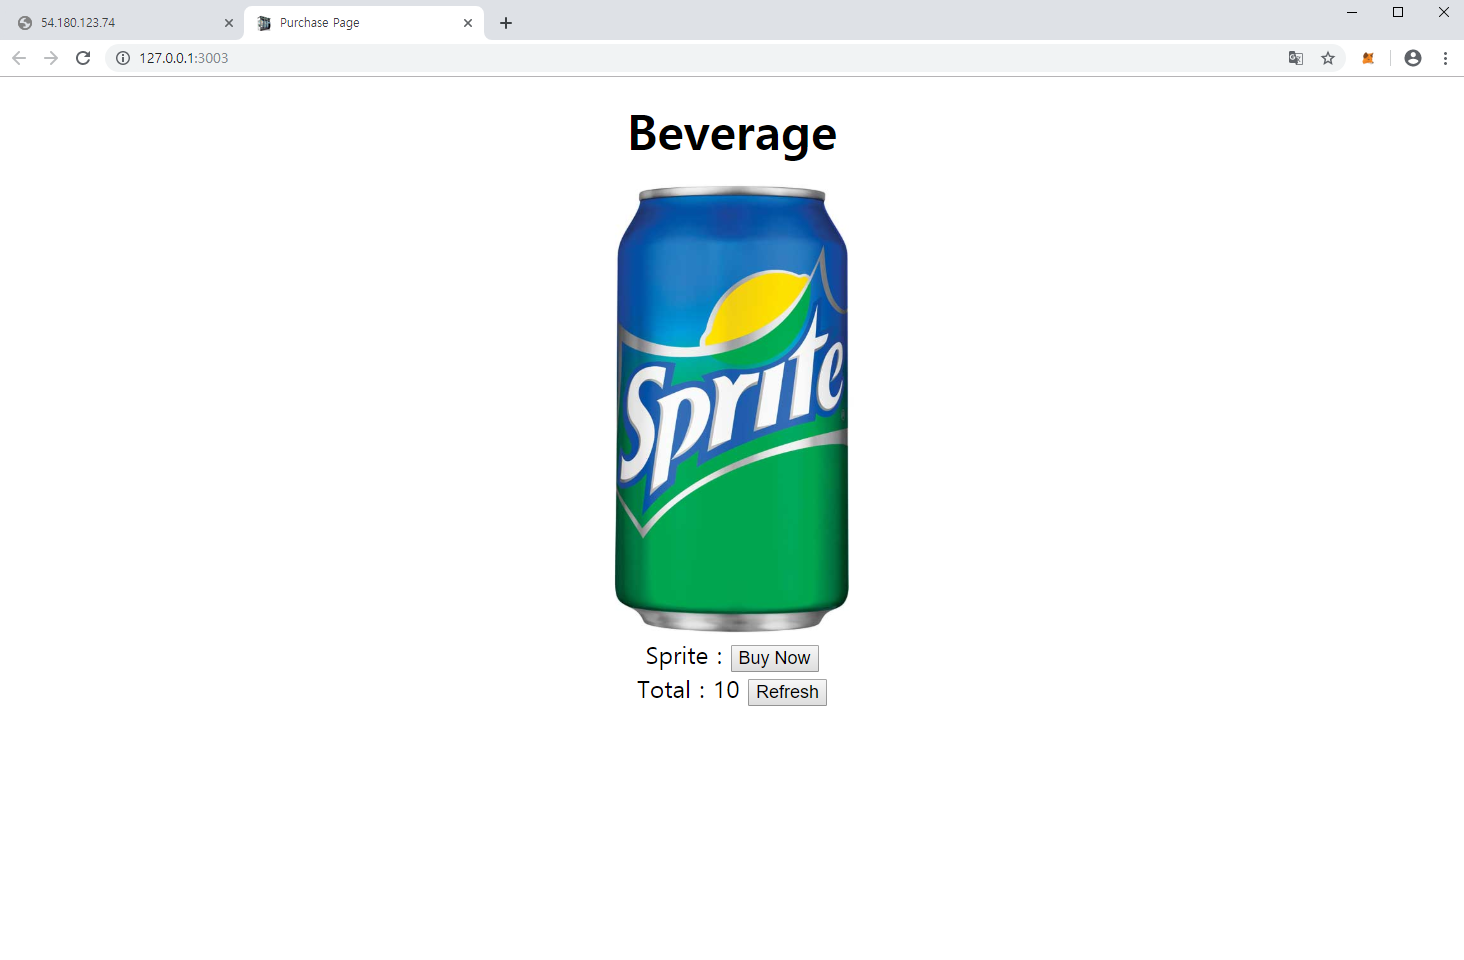 54.180.123.74
Purchase Page
127.0.0.1:3003
Beverage
Sprite
Sprite : Buy Now
Total : 10 Refresh